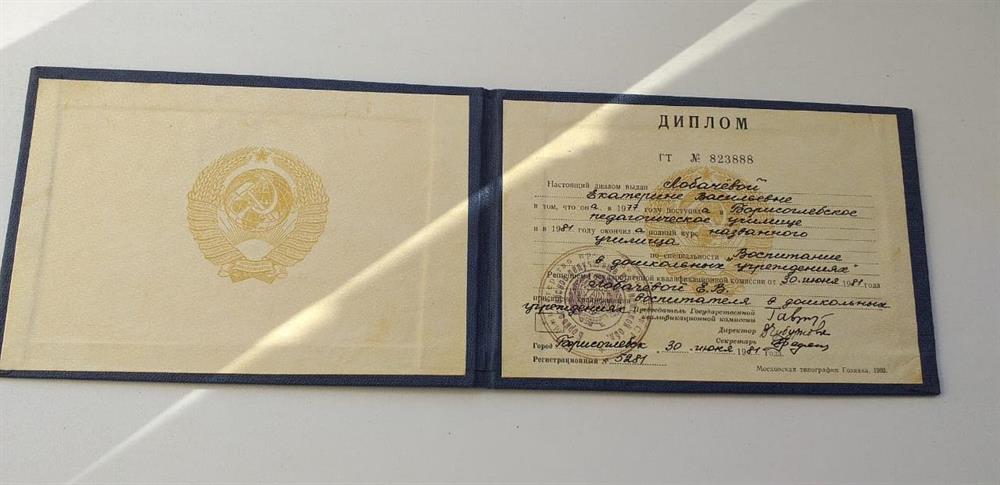 ДИПЛОМ
ГТ № 823888
Настоящий диплом выдан Лобачевой
Екатерине Васильевне
в том, что она в 1977 году поступила Борисоглебское
педагогическое училище
и в 1981 году окончила полный курс названного
училища
по специальности „Воспитание
в дошкольных учреждениях"
Решением Государственной квалификационной комиссии от 30 июня 1981 года
Лобачевой Е.В.
присвоена квалификация воспитателя в дошкольных
учреждениях
Председатель Государственной
квалификационной комиссии
Директор
Секретарь
Город Борисоглебск 30 июня 1981 года.
Регистрационный № 5281
Московская типография Гознака. 1980.